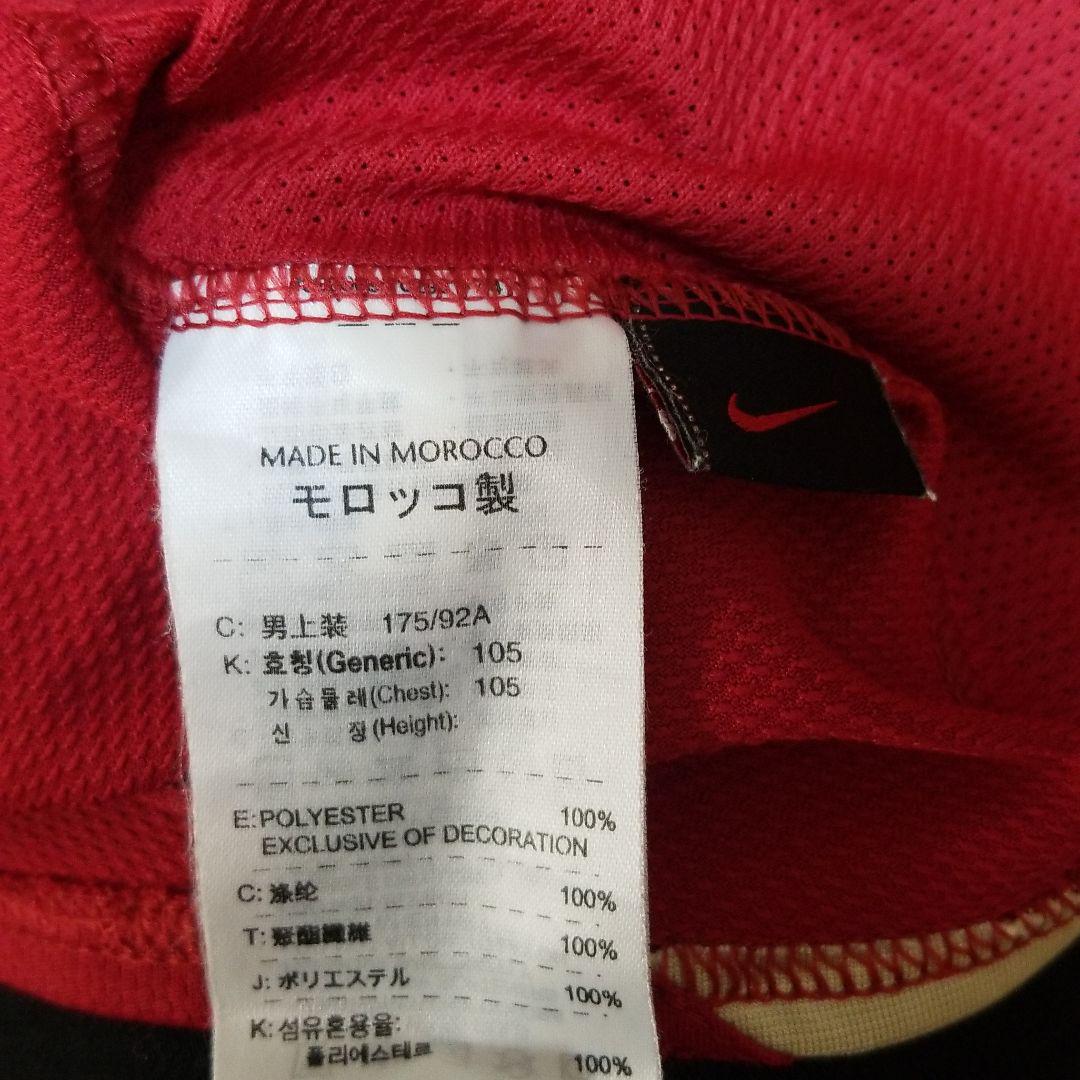 MADE IN MOROCCO
モロッコ製
C: 男上装 175/92A
K: 호칭(Generic): 105
가슴둘레(Chest): 105
신 장(Height):
E: POLYESTER 100%
EXCLUSIVE OF DECORATION
C: 涤纶 100%
T: 聚酯纖維 100%
J: ポリエステル 100%
K: 섬유혼용율:
폴리에스테르 100%